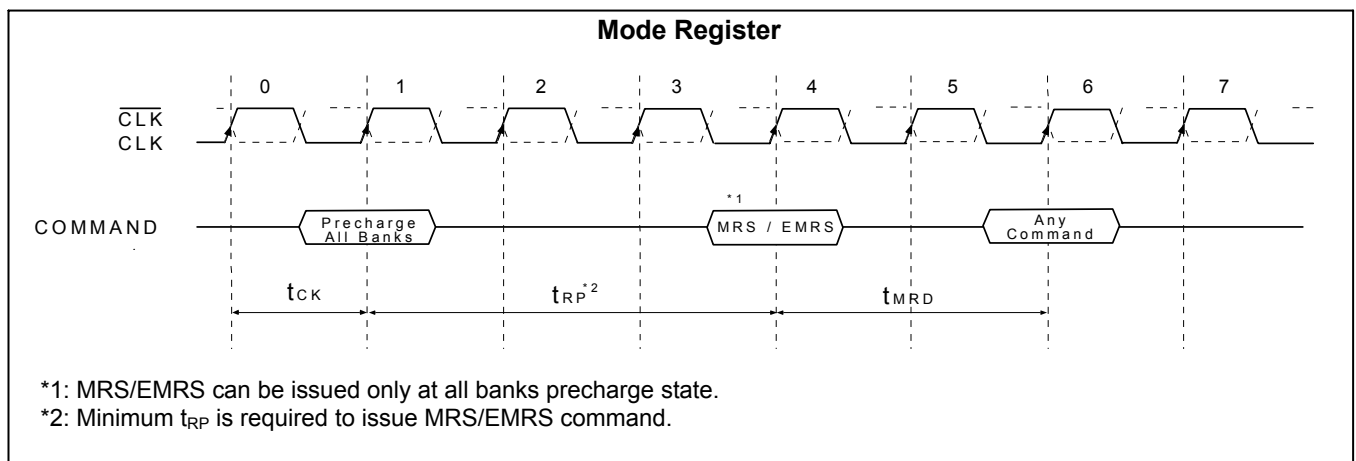 Mode Register
0 1 2 3 4 5 6 7
CLK
CLK
*1
COMMAND
Precharge
All Banks
MRS / EMRS
Any
Command
tCK
tRP*2
tMRD
*1: MRS/EMRS can be issued only at all banks precharge state.
*2: Minimum tRP is required to issue MRS/EMRS command.